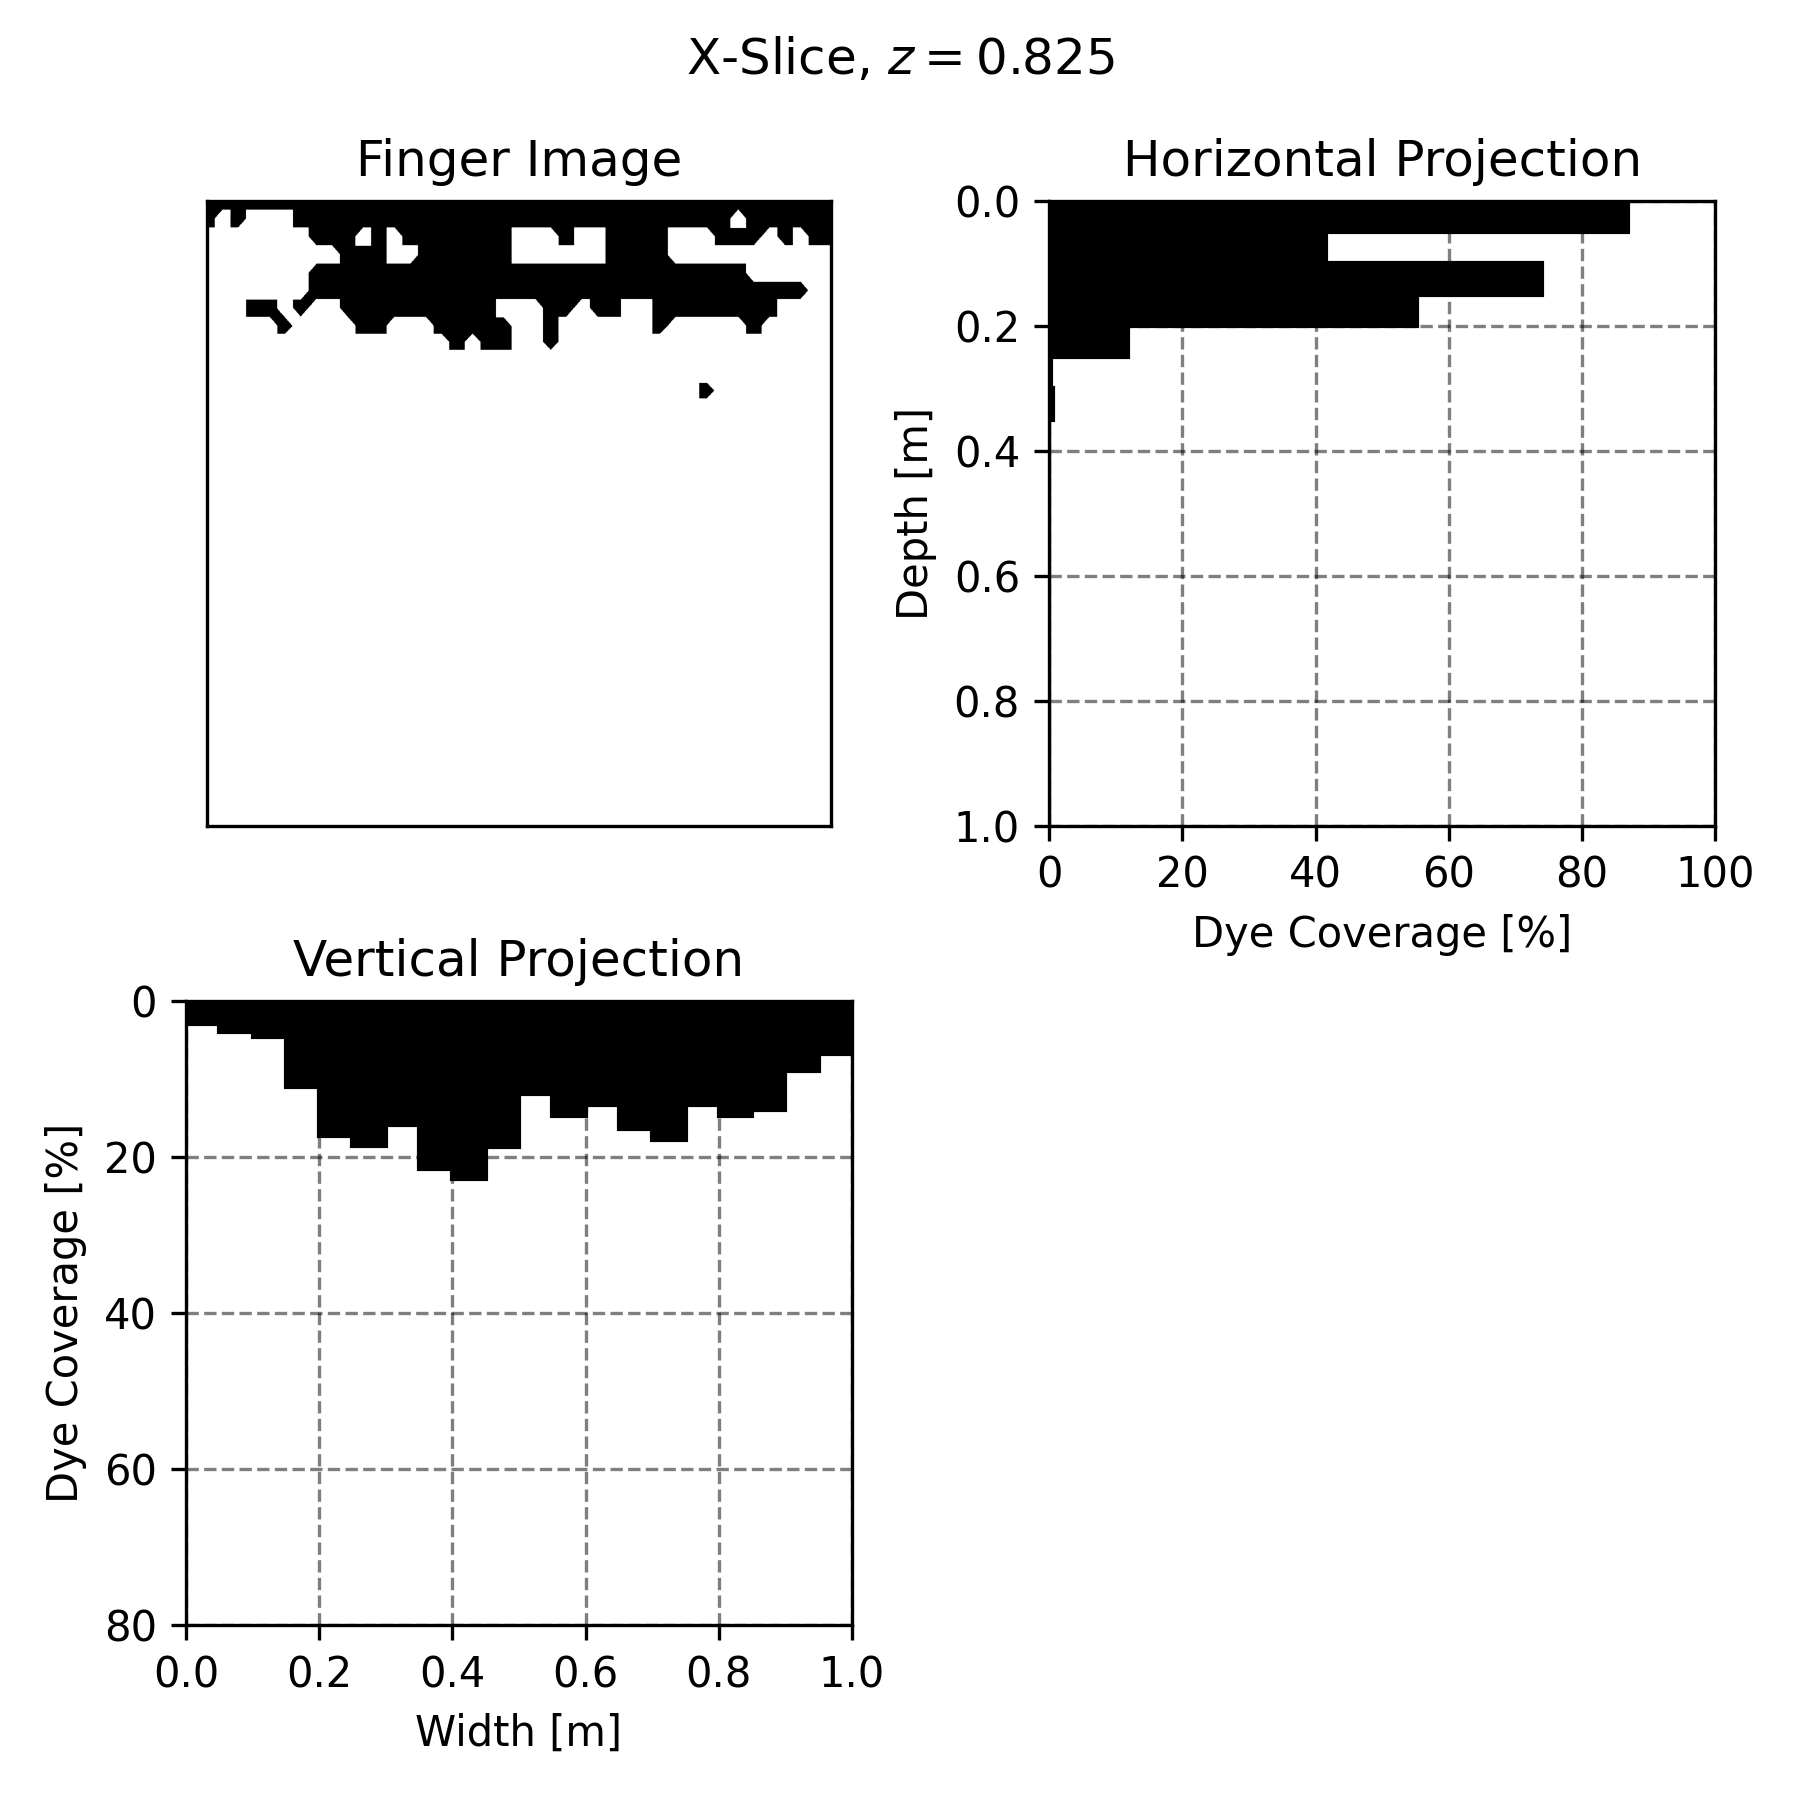 X-Slice, z = 0.825
Finger Image
Horizontal Projection
0.0
0.2
0.4
0.6
0.8
1.0
Depth [m]
0 20 40 60 80 100
Dye Coverage [%]
Vertical Projection
0
20
40
60
80
Dye Coverage [%]
0.0 0.2 0.4 0.6 0.8 1.0
Width [m]